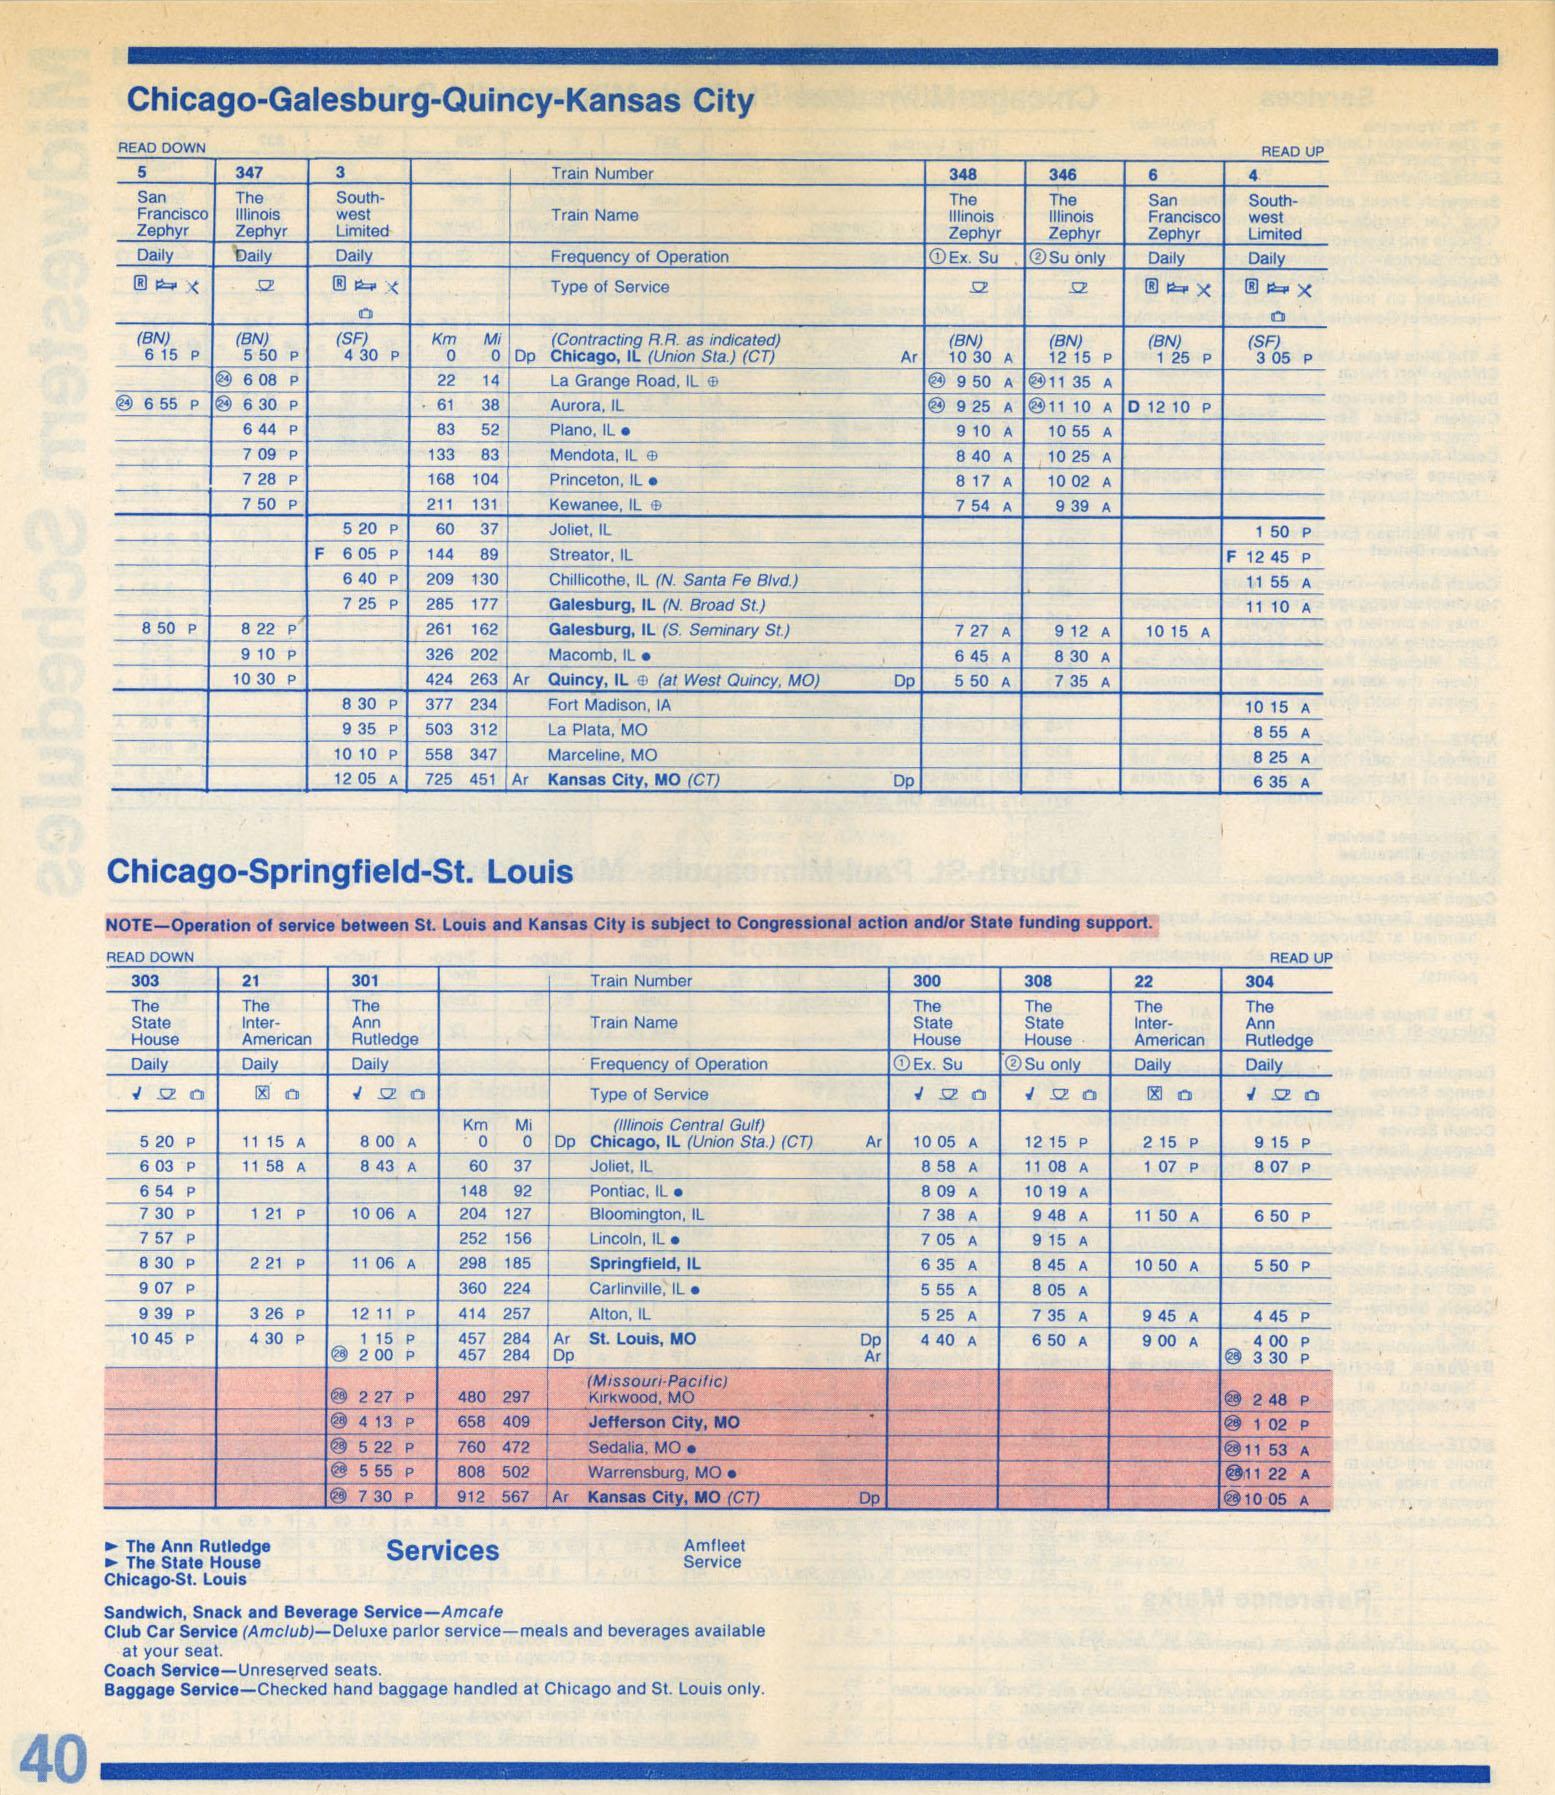 Chicago-Galesburg-Quincy-Kansas City
READ DOWN READ UP
5 347 3 Train Number 348 346 6 4
San Francisco Zephyr The Illinois Zephyr South-west Limited Train Name The Illinois Zephyr The Illinois Zephyr San Francisco Zephyr South-west Limited
Daily Daily Daily Frequency of Operation ① Ex. Su ② Su only Daily Daily
R R Type of Service R R
(BN) (BN) (SF) Km Mi (Contracting R.R. as indicated) (BN) (BN) (BN) (SF)
6 15 P 5 50 P 4 30 P 0 0 Dp Chicago, IL (Union Sta.) (CT) Ar 10 30 A 12 15 P 1 25 P 3 05 P
㉔ 6 08 P 22 14 La Grange Road, IL ⊕ ㉔ 9 50 A ㉔ 11 35 A
㉔ 6 55 P ㉔ 6 30 P 61 38 Aurora, IL ㉔ 9 25 A ㉔ 11 10 A D 12 10 P
6 44 P 83 52 Plano, IL ● 9 10 A 10 55 A
7 09 P 133 83 Mendota, IL ⊕ 8 40 A 10 25 A
7 28 P 168 104 Princeton, IL ● 8 17 A 10 02 A
7 50 P 211 131 Kewanee, IL ⊕ 7 54 A 9 39 A
5 20 P 60 37 Joliet, IL 1 50 P
F 6 05 P 144 89 Streator, IL F 12 45 P
6 40 P 209 130 Chillicothe, IL (N. Santa Fe Blvd.) 11 55 A
7 25 P 285 177 Galesburg, IL (N. Broad St.) 11 10 A
8 50 P 8 22 P 261 162 Galesburg, IL (S. Seminary St.) 7 27 A 9 12 A 10 15 A
9 10 P 326 202 Macomb, IL ● 6 45 A 8 30 A
10 30 P 424 263 Ar Quincy, IL ⊕ (at West Quincy, MO) Dp 5 50 A 7 35 A
8 30 P 377 234 Fort Madison, IA 10 15 A
9 35 P 503 312 La Plata, MO 8 55 A
10 10 P 558 347 Marceline, MO 8 25 A
12 05 A 725 451 Ar Kansas City, MO (CT) Dp 6 35 A
Chicago-Springfield-St. Louis
NOTE—Operation of service between St. Louis and Kansas City is subject to Congressional action and/or State funding support.
READ DOWN READ UP
303 21 301 Train Number 300 308 22 304
The State House The Inter-American The Ann Rutledge Train Name The State House The State House The Inter-American The Ann Rutledge
Daily Daily Daily Frequency of Operation ① Ex. Su ② Su only Daily Daily
Type of Service
Km Mi (Illinois Central Gulf)
5 20 P 11 15 A 8 00 A 0 0 Dp Chicago, IL (Union Sta.) (CT) Ar 10 05 A 12 15 P 2 15 P 9 15 P
6 03 P 11 58 A 8 43 A 60 37 Joliet, IL 8 58 A 11 08 A 1 07 P 8 07 P
6 54 P 148 92 Pontiac, IL ● 8 09 A 10 19 A
7 30 P 1 21 P 10 06 A 204 127 Bloomington, IL 7 38 A 9 48 A 11 50 A 6 50 P
7 57 P 252 156 Lincoln, IL ● 7 05 A 9 15 A
8 30 P 2 21 P 11 06 A 298 185 Springfield, IL 6 35 A 8 45 A 10 50 A 5 50 P
9 07 P 360 224 Carlinville, IL ● 5 55 A 8 05 A
9 39 P 3 26 P 12 11 P 414 257 Alton, IL 5 25 A 7 35 A 9 45 A 4 45 P
10 45 P 4 30 P 1 15 P 457 284 Ar St. Louis, MO Dp 4 40 A 6 50 A 9 00 A 4 00 P
㉘ 2 00 P 457 284 Dp Ar ㉘ 3 30 P
(Missouri-Pacific)
㉘ 2 27 P 480 297 Kirkwood, MO ㉘ 2 48 P
㉘ 4 13 P 658 409 Jefferson City, MO ㉘ 1 02 P
㉘ 5 22 P 760 472 Sedalia, MO ● ㉘ 11 53 A
㉘ 5 55 P 808 502 Warrensburg, MO ● ㉘ 11 22 A
㉘ 7 30 P 912 567 Ar Kansas City, MO (CT) Dp ㉘ 10 05 A
► The Ann Rutledge Services Amfleet
► The State House Service
Chicago-St. Louis
Sandwich, Snack and Beverage Service—Amcafe
Club Car Service (Amclub)—Deluxe parlor service—meals and beverages available
at your seat.
Coach Service—Unreserved seats.
Baggage Service—Checked hand baggage handled at Chicago and St. Louis only.
40